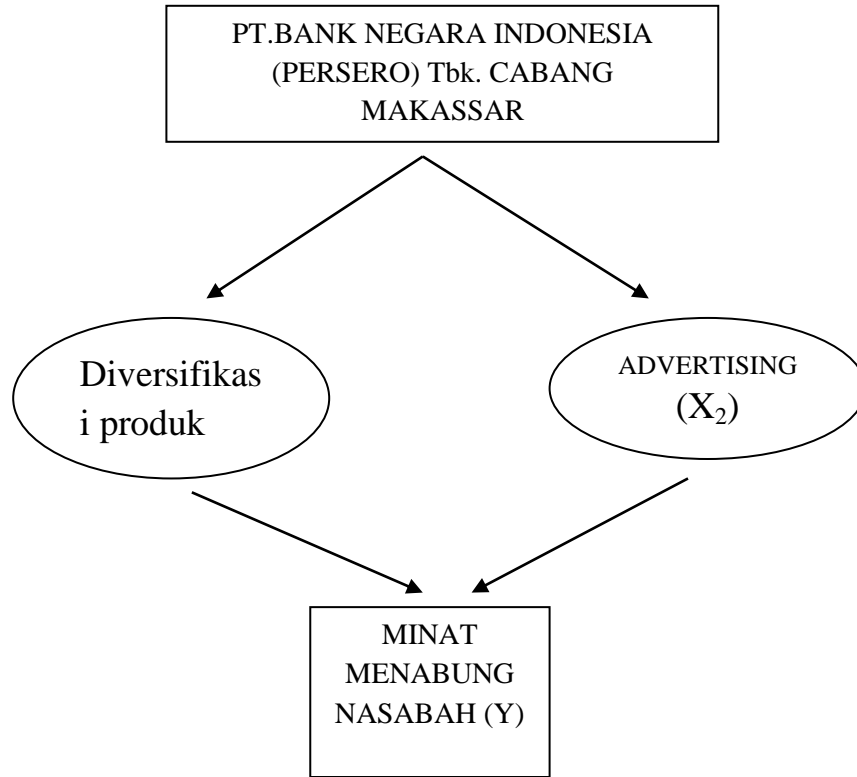 PT.BANK NEGARA INDONESIA
(PERSERO) Tbk. CABANG
MAKASSAR
Diversifikas
i produk
ADVERTISING
(X₂)
MINAT
MENABUNG
NASABAH (Y)